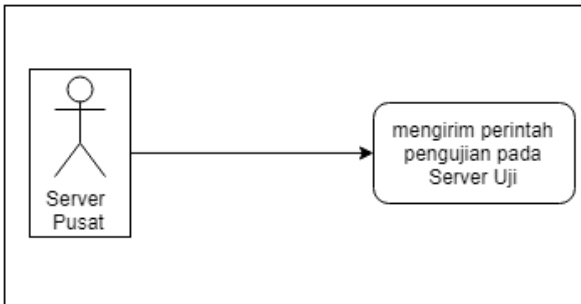 Server
Pusat
mengirim perintah
pengujian pada
Server Uji